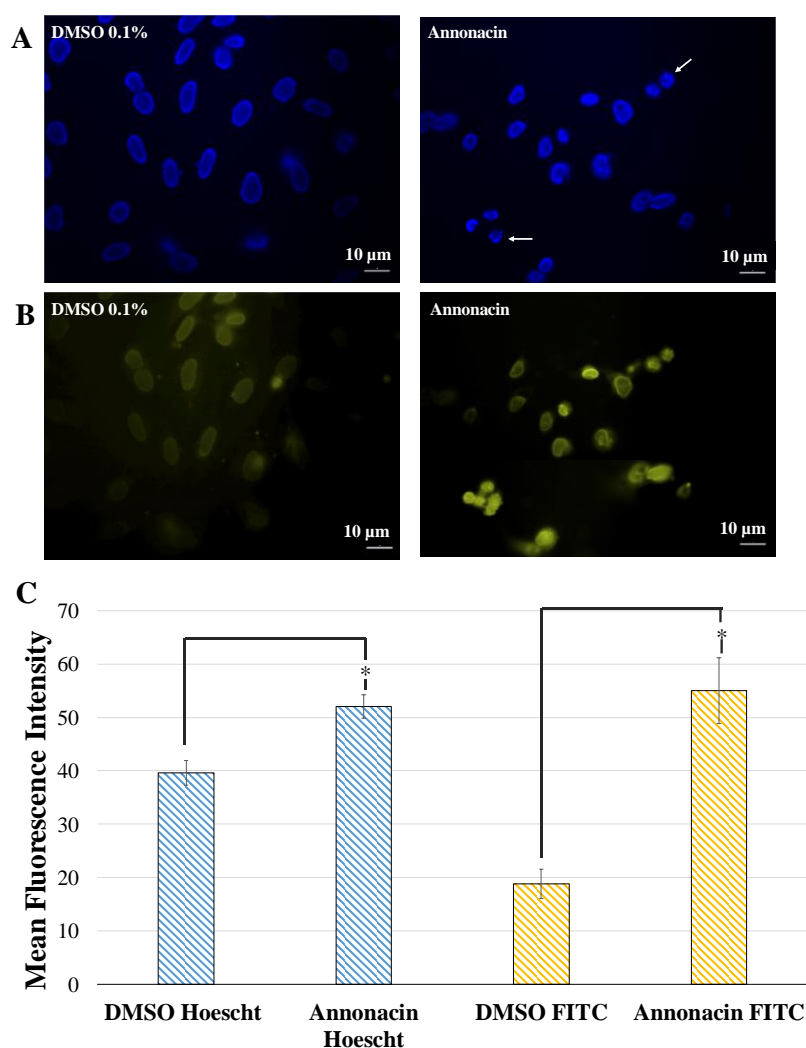 A
DMSO 0.1%
Annonacin
10 µm
10 µm
B
DMSO 0.1%
Annonacin
10 µm
10 µm
C
Mean Fluorescence Intensity
70
60
50
40
30
20
10
0
*
*
DMSO Hoescht
Annonacin
Hoescht
DMSO FITC
Annonacin FITC